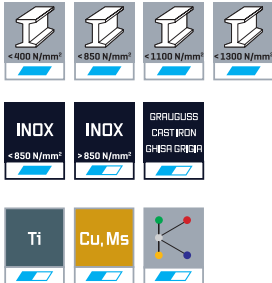 <400 N/mm² <850 N/mm² <1100 N/mm² <1300 N/mm²
INOX INOX GRAUGUSS
CAST IRON
GHISA GRIGIA
<850 N/mm² >850 N/mm²
Ti Cu, Ms